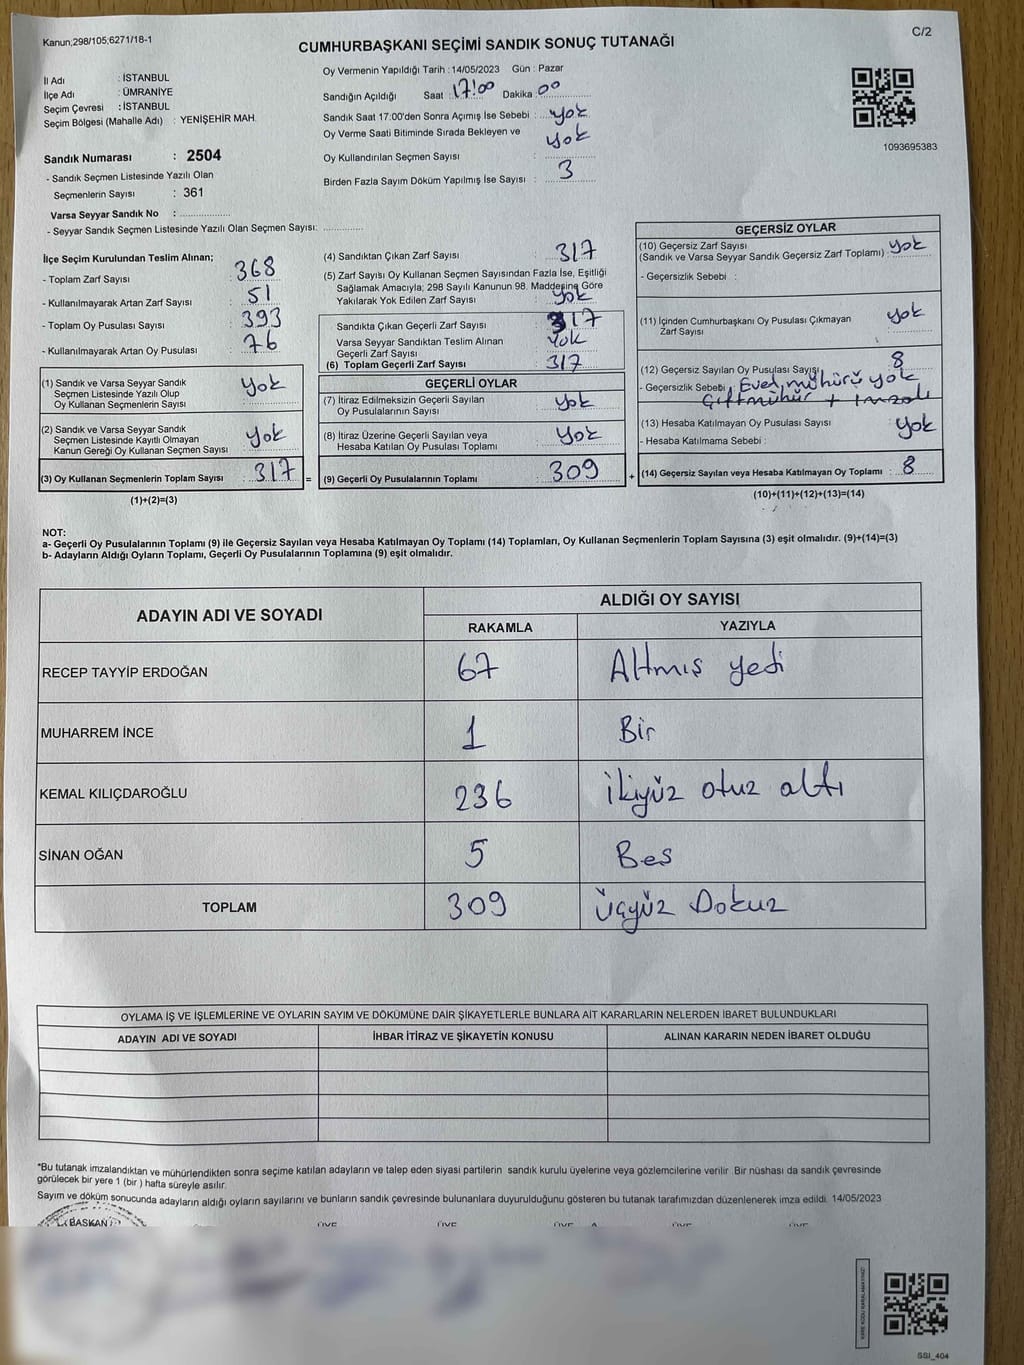 Kanun;298/105;6271/18-1
C/2
CUMHURBAŞKANI SEÇİMİ SANDIK SONUÇ TUTANAĞI
İl Adı : İSTANBUL
İlçe Adı : ÜMRANİYE
Seçim Çevresi : İSTANBUL
Seçim Bölgesi (Mahalle Adı) : YENİŞEHİR MAH.
Sandık Numarası : 2504
- Sandık Seçmen Listesinde Yazılı Olan
Seçmenlerin Sayısı : 361
Varsa Seyyar Sandık No : ...................
- Seyyar Sandık Seçmen Listesinde Yazılı Olan Seçmen Sayısı: ...............
Oy Vermenin Yapıldığı Tarih : 14/05/2023 Gün : Pazar
Sandığın Açıldığı Saat 17:00 Dakika 00
Sandık Saat 17:00'den Sonra Açımış İse Sebebi : yok
Oy Verme Saati Bitiminde Sırada Bekleyen ve
Oy Kullandırılan Seçmen Sayısı : yok
Birden Fazla Sayım Döküm Yapılmış İse Sayısı : 3
1093695383
İlçe Seçim Kurulundan Teslim Alınan;
- Toplam Zarf Sayısı : 368
- Kullanılmayarak Artan Zarf Sayısı : 51
- Toplam Oy Pusulası Sayısı : 393
- Kullanılmayarak Artan Oy Pusulası : 76
(1) Sandık ve Varsa Seyyar Sandık
Seçmen Listesinde Yazılı Olup
Oy Kullanan Seçmenlerin Sayısı : yok
(2) Sandık ve Varsa Seyyar Sandık
Seçmen Listesinde Kayıtlı Olmayan
Kanun Gereği Oy Kullanan Seçmen Sayısı : yok
(3) Oy Kullanan Seçmenlerin Toplam Sayısı : 317
(1)+(2)=(3)
(4) Sandıktan Çıkan Zarf Sayısı : 317
(5) Zarf Sayısı Oy Kullanan Seçmen Sayısından Fazla İse, Eşitliği
Sağlamak Amacıyla; 298 Sayılı Kanunun 98. Maddesine Göre
Yakılarak Yok Edilen Zarf Sayısı : yok
Sandıkta Çıkan Geçerli Zarf Sayısı : 317
Varsa Seyyar Sandıktan Teslim Alınan
Geçerli Zarf Sayısı : Yok
(6) Toplam Geçerli Zarf Sayısı : 317
GEÇERLİ OYLAR
(7) İtiraz Edilmeksizin Geçerli Sayılan
Oy Pusulalarının Sayısı : yok
(8) İtiraz Üzerine Geçerli Sayılan veya
Hesaba Katılan Oy Pusulaları Toplamı : yok
= (9) Geçerli Oy Pusulalarının Toplamı : 309 +
GEÇERSİZ OYLAR
(10) Geçersiz Zarf Sayısı
(Sandık ve Varsa Seyyar Sandık Geçersiz Zarf Toplamı) : yok
- Geçersizlik Sebebi :
(11) İçinden Cumhurbaşkanı Oy Pusulası Çıkmayan
Zarf Sayısı : yok
(12) Geçersiz Sayılan Oy Pusulası Sayısı : 8
- Geçersizlik Sebebi : Evet mühürü yok
Çiftmühür + imzalı
(13) Hesaba Katılmayan Oy Pusulası Sayısı : yok
- Hesaba Katılmama Sebebi :
(14) Geçersiz Sayılan veya Hesaba Katılmayan Oy Toplamı : 8
(10)+(11)+(12)+(13)=(14)
NOT:
a- Geçerli Oy Pusulalarının Toplamı (9) ile Geçersiz Sayılan veya Hesaba Katılmayan Oy Toplamı (14) Toplamları, Oy Kullanan Seçmenlerin Toplam Sayısına (3) eşit olmalıdır. (9)+(14)=(3)
b- Adayların Aldığı Oyların Toplamı, Geçerli Oy Pusulalarının Toplamına (9) eşit olmalıdır.
ADAYIN ADI VE SOYADI
ALDIĞI OY SAYISI
RAKAMLA YAZIYLA
RECEP TAYYİP ERDOĞAN 67 Altmış yedi
MUHARREM İNCE 1 Bir
KEMAL KILIÇDAROĞLU 236 ikiyüz otuz altı
SİNAN OĞAN 5 Beş
TOPLAM 309 üçyüz Dokuz
OYLAMA İŞ VE İŞLEMLERİNE VE OYLARIN SAYIM VE DÖKÜMÜNE DAİR ŞİKAYETLERLE BUNLARA AİT KARARLARIN NELERDEN İBARET BULUNDUKLARI
ADAYIN ADI VE SOYADI İHBAR İTİRAZ VE ŞİKAYETİN KONUSU ALINAN KARARIN NEDEN İBARET OLDUĞU
*Bu tutanak imzalandıktan ve mühürlendikten sonra seçime katılan adayların ve talep eden siyasi partilerin sandık kurulu üyelerine veya gözlemcilerine verilir. Bir nüshası da sandık çevresinde
görülecek bir yere 1 (bir) hafta süreyle asılır.
Sayım ve döküm sonucunda adayların aldığı oyların sayılarını ve bunların sandık çevresinde bulunanlara duyurulduğunu gösteren bu tutanak tarafımızdan düzenlenerek imza edildi. 14/05/2023
BAŞKAN ÜYE ÜYE ÜYE ÜYE ÜYE
KARE KODU KARALAMAYINIZ!
SSI_404